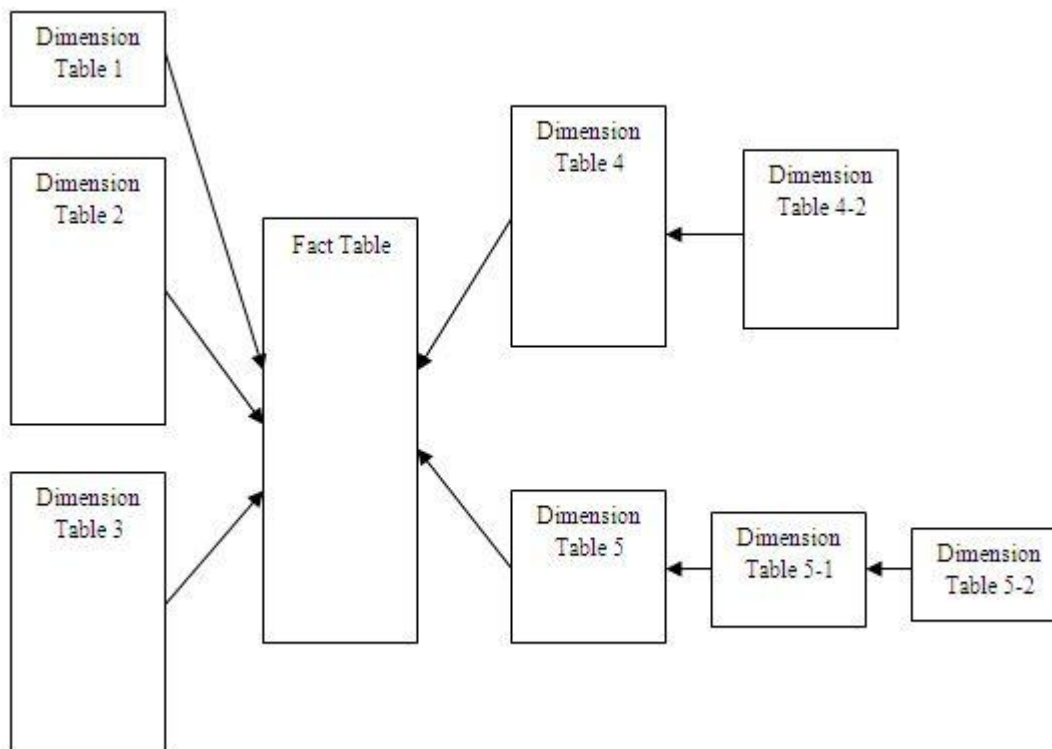 Dimension
Table 1
Dimension
Table 2
Dimension
Table 3
Fact Table
Dimension
Table 4
Dimension
Table 4-2
Dimension
Table 5
Dimension
Table 5-1
Dimension
Table 5-2